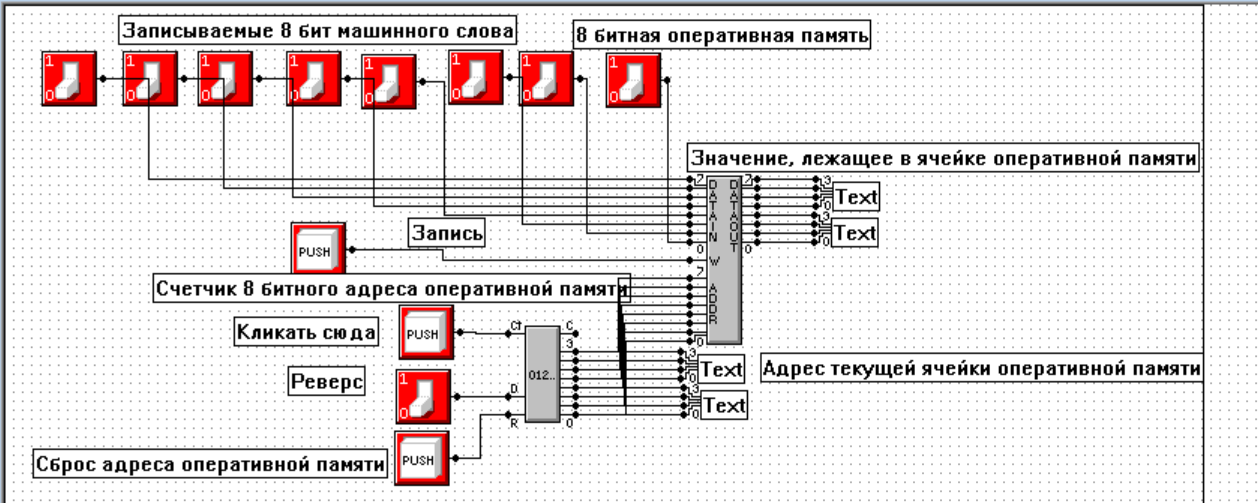 Записываемые 8 бит машинного слова
8 битная оперативная память
1 1 1 1 1 1 1 1
0 0 0 0 0 0 0 0
Значение, лежащее в ячейке оперативной памяти
7 DATAIN 0
7 DATAOUT 0
3 Text 0
3 Text 0
Запись
PUSH
W
Счетчик 8 битного адреса оперативной памяти
7 ADDR 0
Кликать сюда
PUSH
Ct
C
3
012..
3 Text 0
Адрес текущей ячейки оперативной памяти
Реверс
1
0
D
3 Text 0
R
0
Сброс адреса оперативной памяти
PUSH